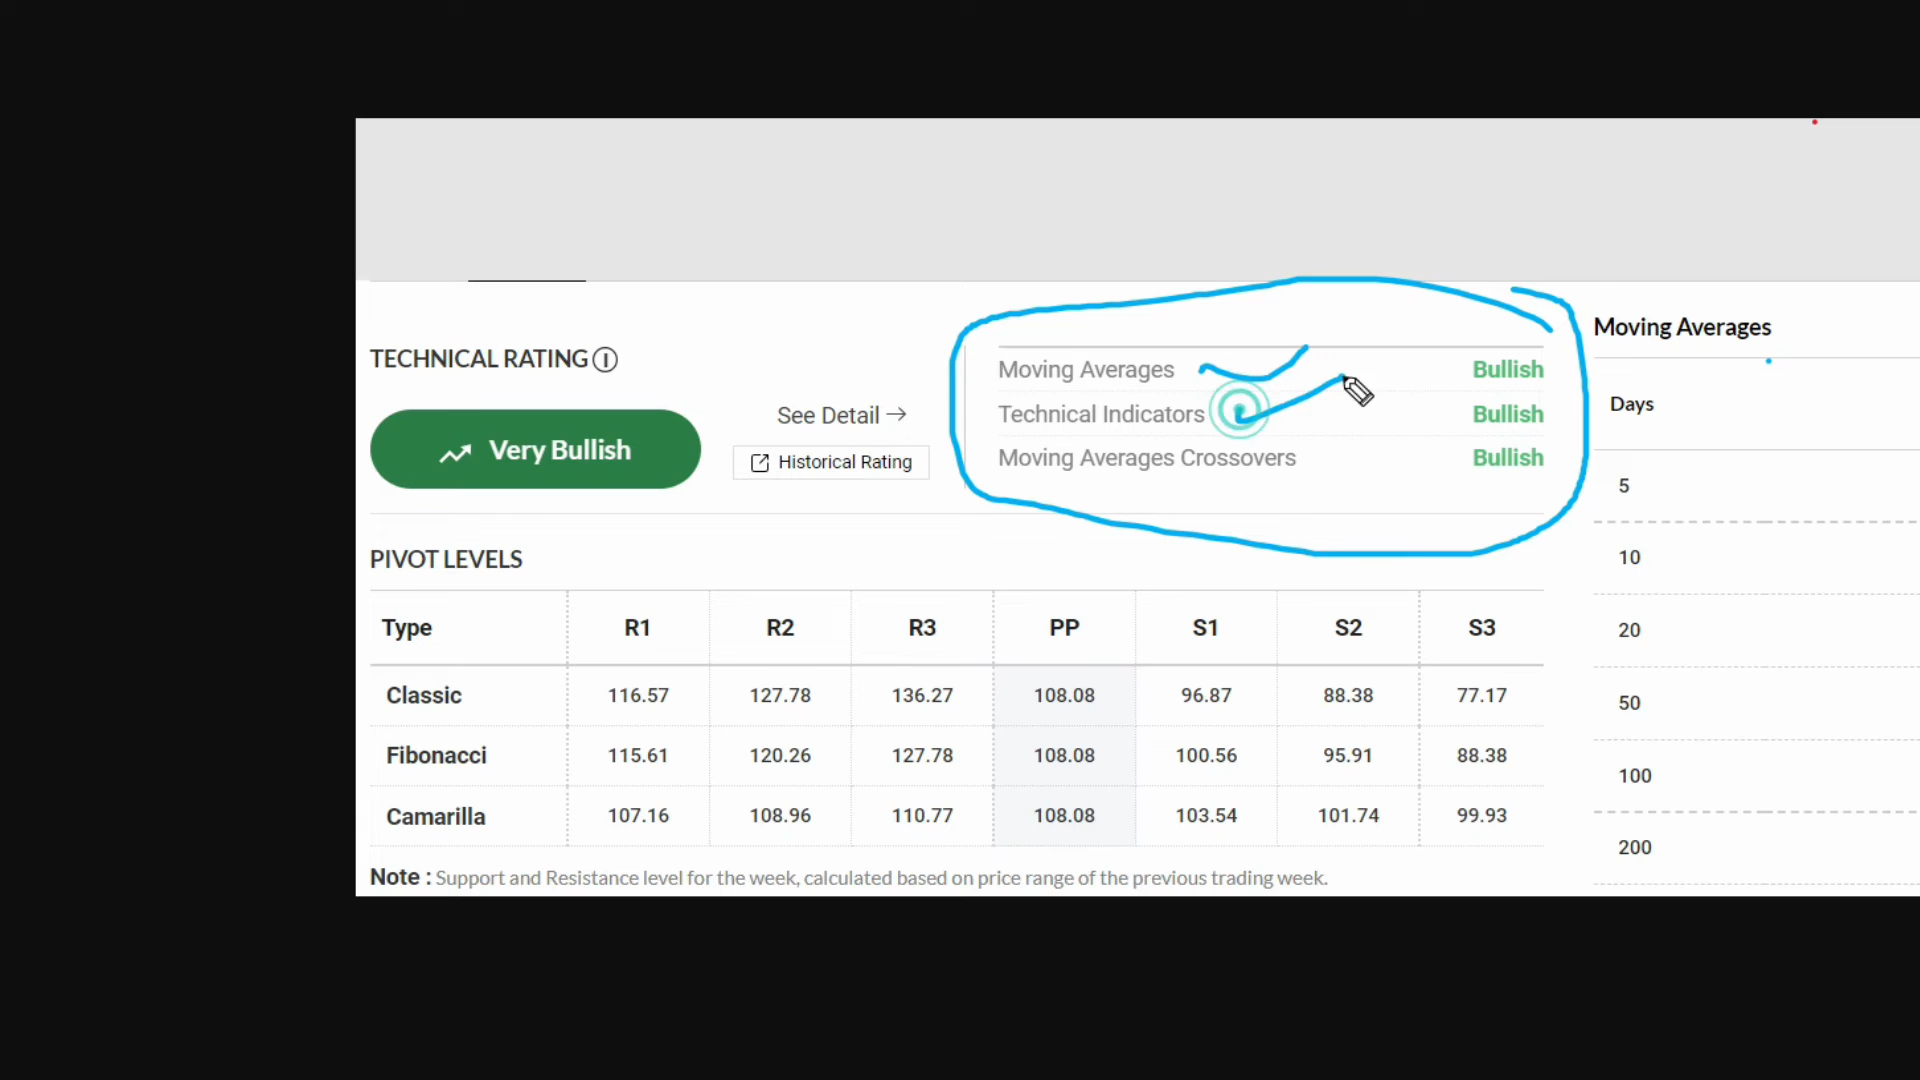 TECHNICAL RATING
Very Bullish
See Detail →
Historical Rating
Moving Averages Bullish
Technical Indicators Bullish
Moving Averages Crossovers Bullish
PIVOT LEVELS
Type R1 R2 R3 PP S1 S2 S3
Classic 116.57 127.78 136.27 108.08 96.87 88.38 77.17
Fibonacci 115.61 120.26 127.78 108.08 100.56 95.91 88.38
Camarilla 107.16 108.96 110.77 108.08 103.54 101.74 99.93
Note : Support and Resistance level for the week, calculated based on price range of the previous trading week.
Moving Averages
Days
5
10
20
50
100
200